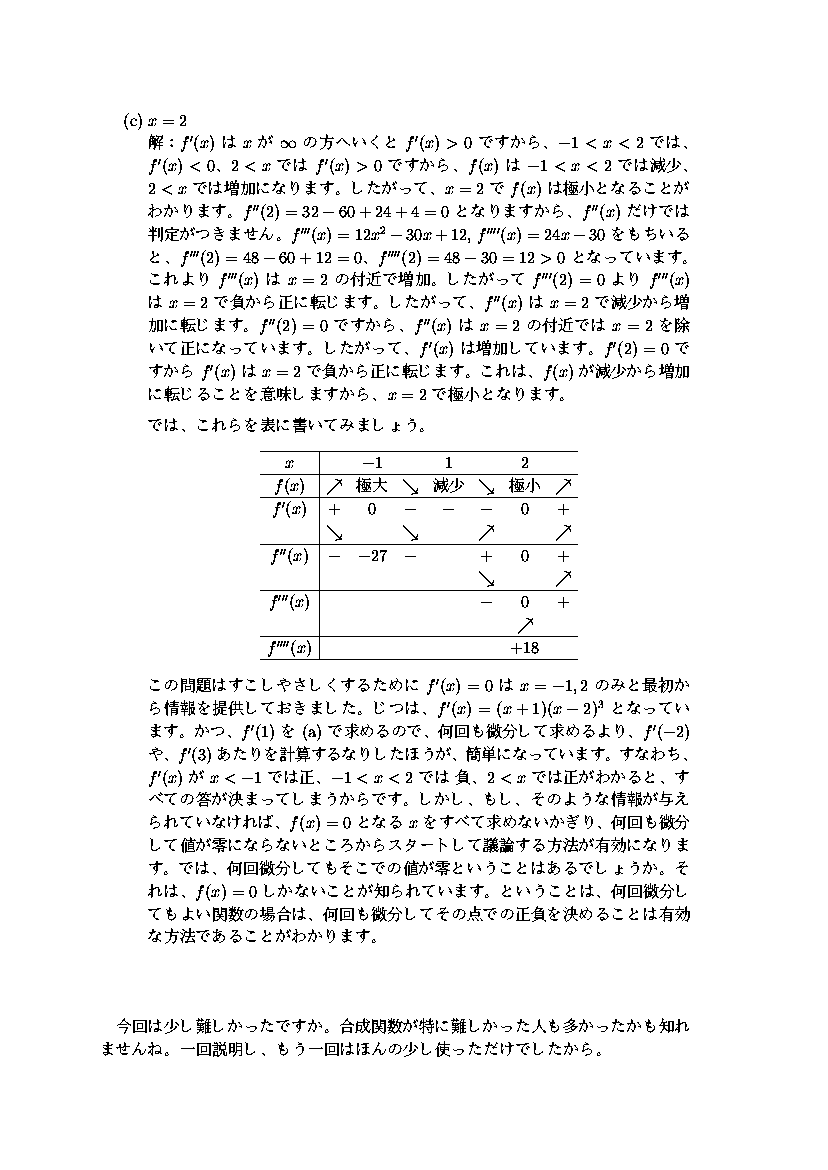 (c) x = 2
解：f′(x) は x が ∞ の方へいくと f′(x) > 0 ですから、−1 < x < 2 では、
f′(x) < 0、2 < x では f′(x) > 0 ですから、f(x) は −1 < x < 2 では減少、
2 < x では増加になります。したがって、x = 2 で f(x) は極小となることが
わかります。f″(2) = 32 − 60 + 24 + 4 = 0 となりますから、f″(x) だけでは
判定がつきません。f‴(x) = 12x² − 30x + 12, f⁗(x) = 24x − 30 をもちいる
と、f‴(2) = 48 − 60 + 12 = 0、f⁗(2) = 48 − 30 = 12 > 0 となっています。
これより f‴(x) は x = 2 の付近で増加。したがって f‴(2) = 0 より f‴(x)
は x = 2 で負から正に転じます。したがって、f″(x) は x = 2 で減少から増
加に転じます。f″(2) = 0 ですから、f″(x) は x = 2 の付近では x = 2 を除
いて正になっています。したがって、f′(x) は増加しています。f′(2) = 0 で
すから f′(x) は x = 2 で負から正に転じます。これは、f(x) が減少から増加
に転じることを意味しますから、x = 2 で極小となります。
では、これらを表に書いてみましょう。
x −1 1 2
f(x) ↗ 極大 ↘ 減少 ↘ 極小 ↗
f′(x) + 0 − − − 0 +
↘ ↘ ↗ ↗
f″(x) − −27 − + 0 +
↘ ↗
f‴(x) − 0 +
↗
f⁗(x) +18
この問題はすこしやさしくするために f′(x) = 0 は x = −1, 2 のみと最初か
ら情報を提供しておきました。じつは、f′(x) = (x + 1)(x − 2)³ となってい
ます。かつ、f′(1) を (a) で求めるので、何回も微分して求めるより、f′(−2)
や、f′(3) あたりを計算するなりしたほうが、簡単になっています。すなわち、
f′(x) が x < −1 では正、−1 < x < 2 では 負、2 < x では正がわかると、す
べての答が決まってしまうからです。しかし、もし、そのような情報が与え
られていなければ、f(x) = 0 となる x をすべて求めないかぎり、何回も微分
して値が零にならないところからスタートして議論する方法が有効になりま
す。では、何回微分してもそこでの値が零ということはあるでしょうか。そ
れは、f(x) = 0 しかないことが知られています。ということは、何回微分し
てもよい関数の場合は、何回も微分してその点での正負を決めることは有効
な方法であることがわかります。
今回は少し難しかったですか。合成関数が特に難しかった人も多かったかも知れ
ませんね。一回説明し、もう一回はほんの少し使っただけでしたから。